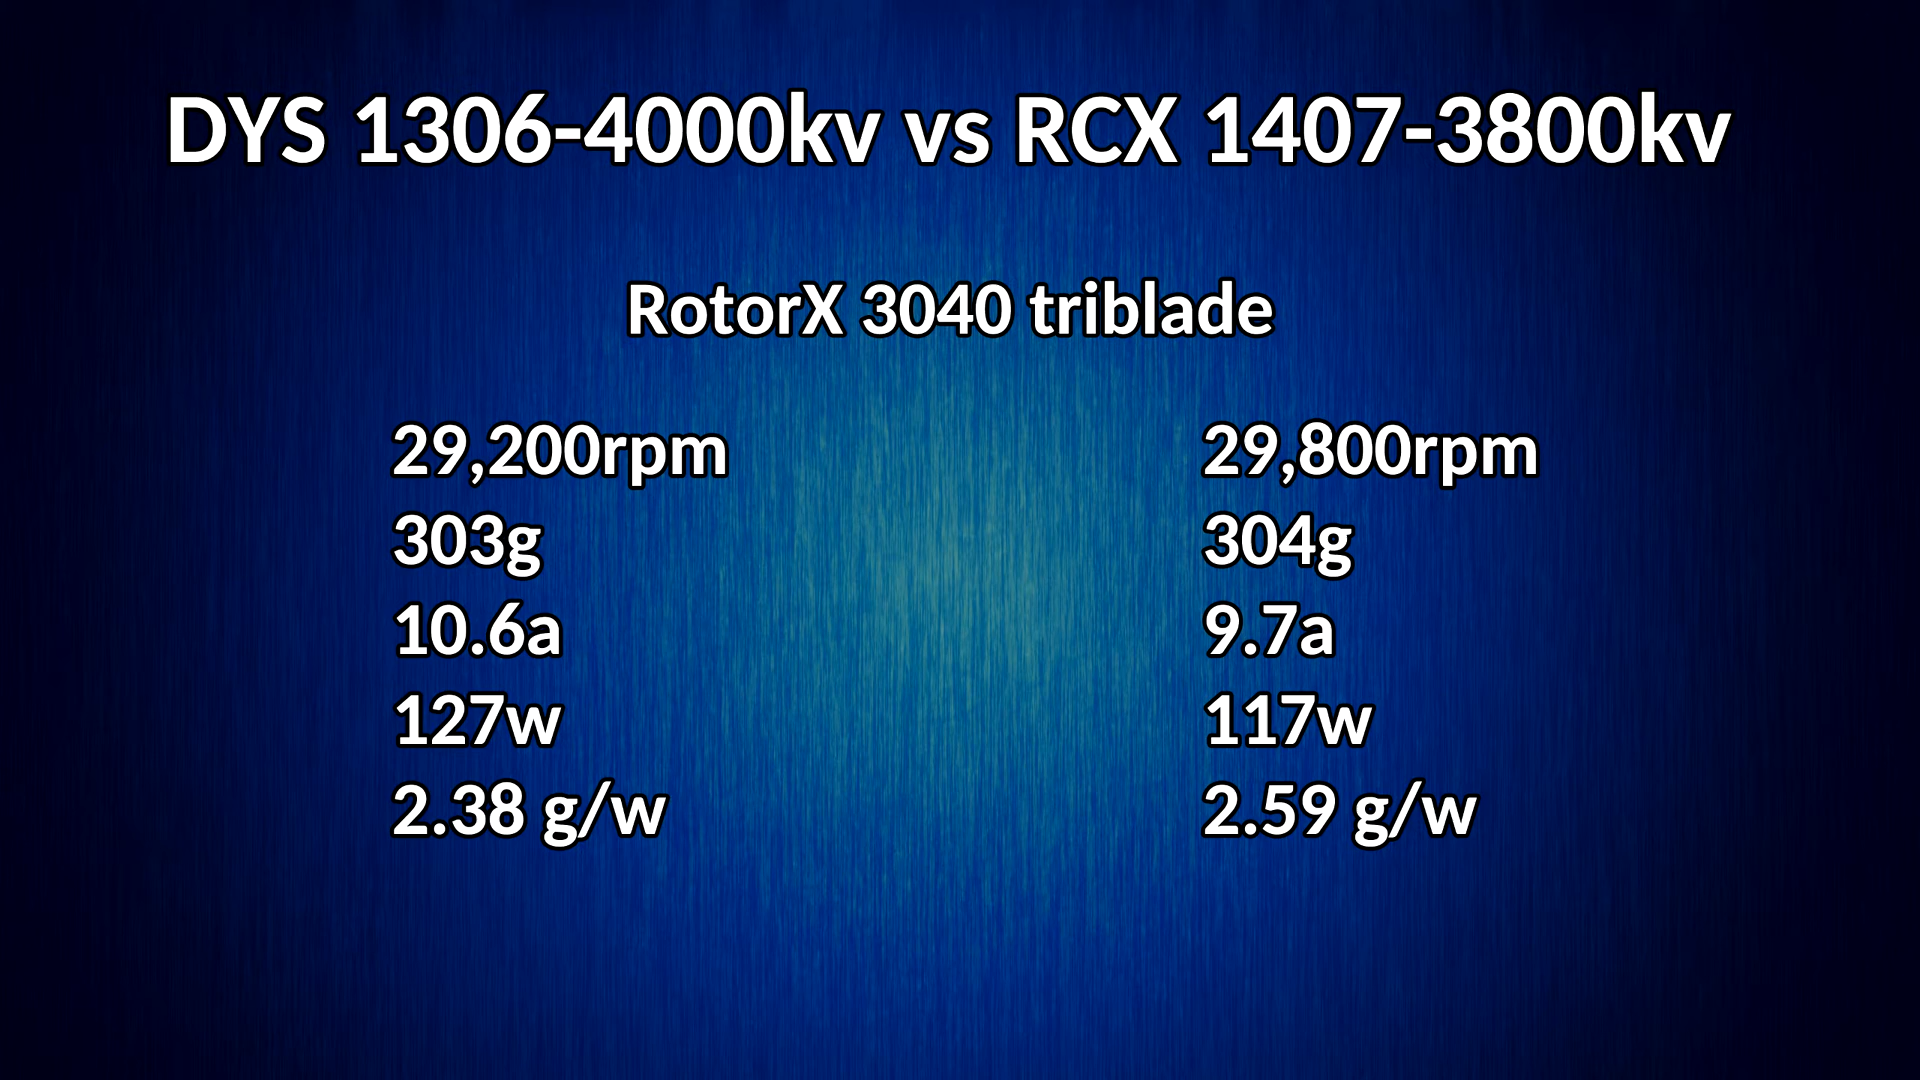 DYS 1306-4000kv vs RCX 1407-3800kv
RotorX 3040 triblade
29,200rpm
303g
10.6a
127w
2.38 g/w
29,800rpm
304g
9.7a
117w
2.59 g/w